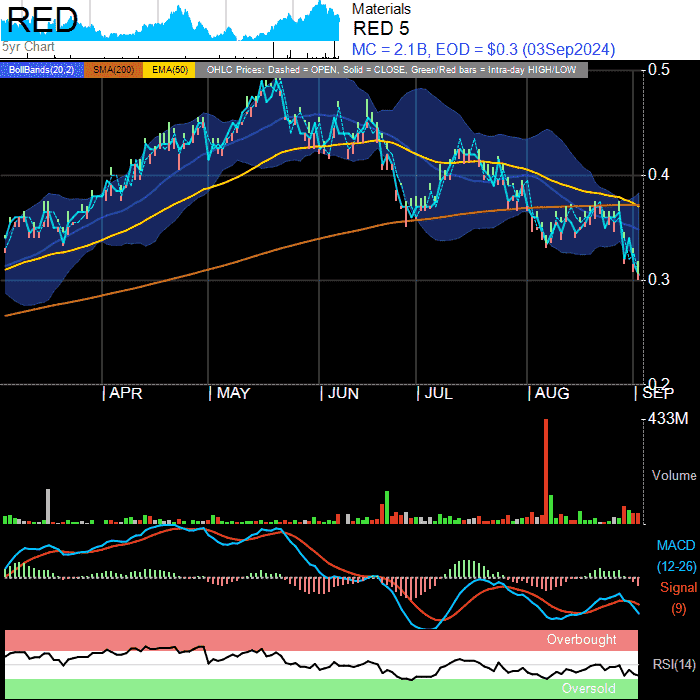 RED
Materials
RED 5
MC = 2.1B, EOD = $0.3 (03Sep2024)
5yr Chart
BollBands(20,2) SMA(200) EMA(50) OHLC Prices: Dashed = OPEN, Solid = CLOSE, Green/Red bars = Intra-day HIGH/LOW
0.5
0.4
0.3
0.2
| APR | MAY | JUN | JUL | AUG | SEP
433M
Volume
MACD
(12-26)
Signal
(9)
Overbought
RSI(14)
Oversold